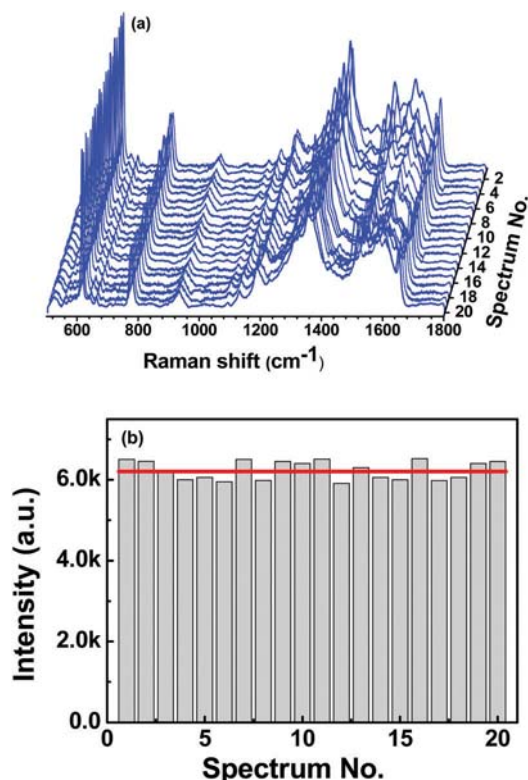 (a)
2
4
6
8
10
12
14
16
18
20
Spectrum No.
600 800 1000 1200 1400 1600 1800
Raman shift (cm-1)
(b)
6.0k
4.0k
2.0k
0.0
Intensity (a.u.)
0 5 10 15 20
Spectrum No.